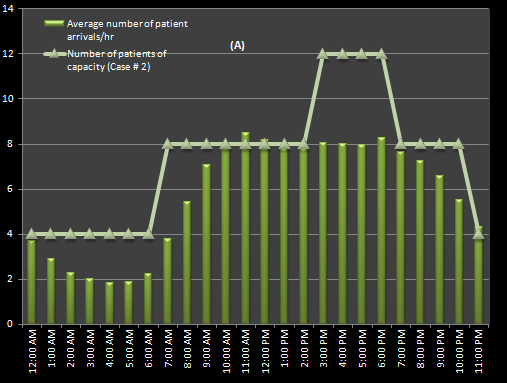 14
12
10
8
6
4
2
0
Average number of patient
arrivals/hr
Number of patients of
capacity (Case # 2)
(A)
12:00 AM
1:00 AM
2:00 AM
3:00 AM
4:00 AM
5:00 AM
6:00 AM
7:00 AM
8:00 AM
9:00 AM
10:00 AM
11:00 AM
12:00 PM
1:00 PM
2:00 PM
3:00 PM
4:00 PM
5:00 PM
6:00 PM
7:00 PM
8:00 PM
9:00 PM
10:00 PM
11:00 PM